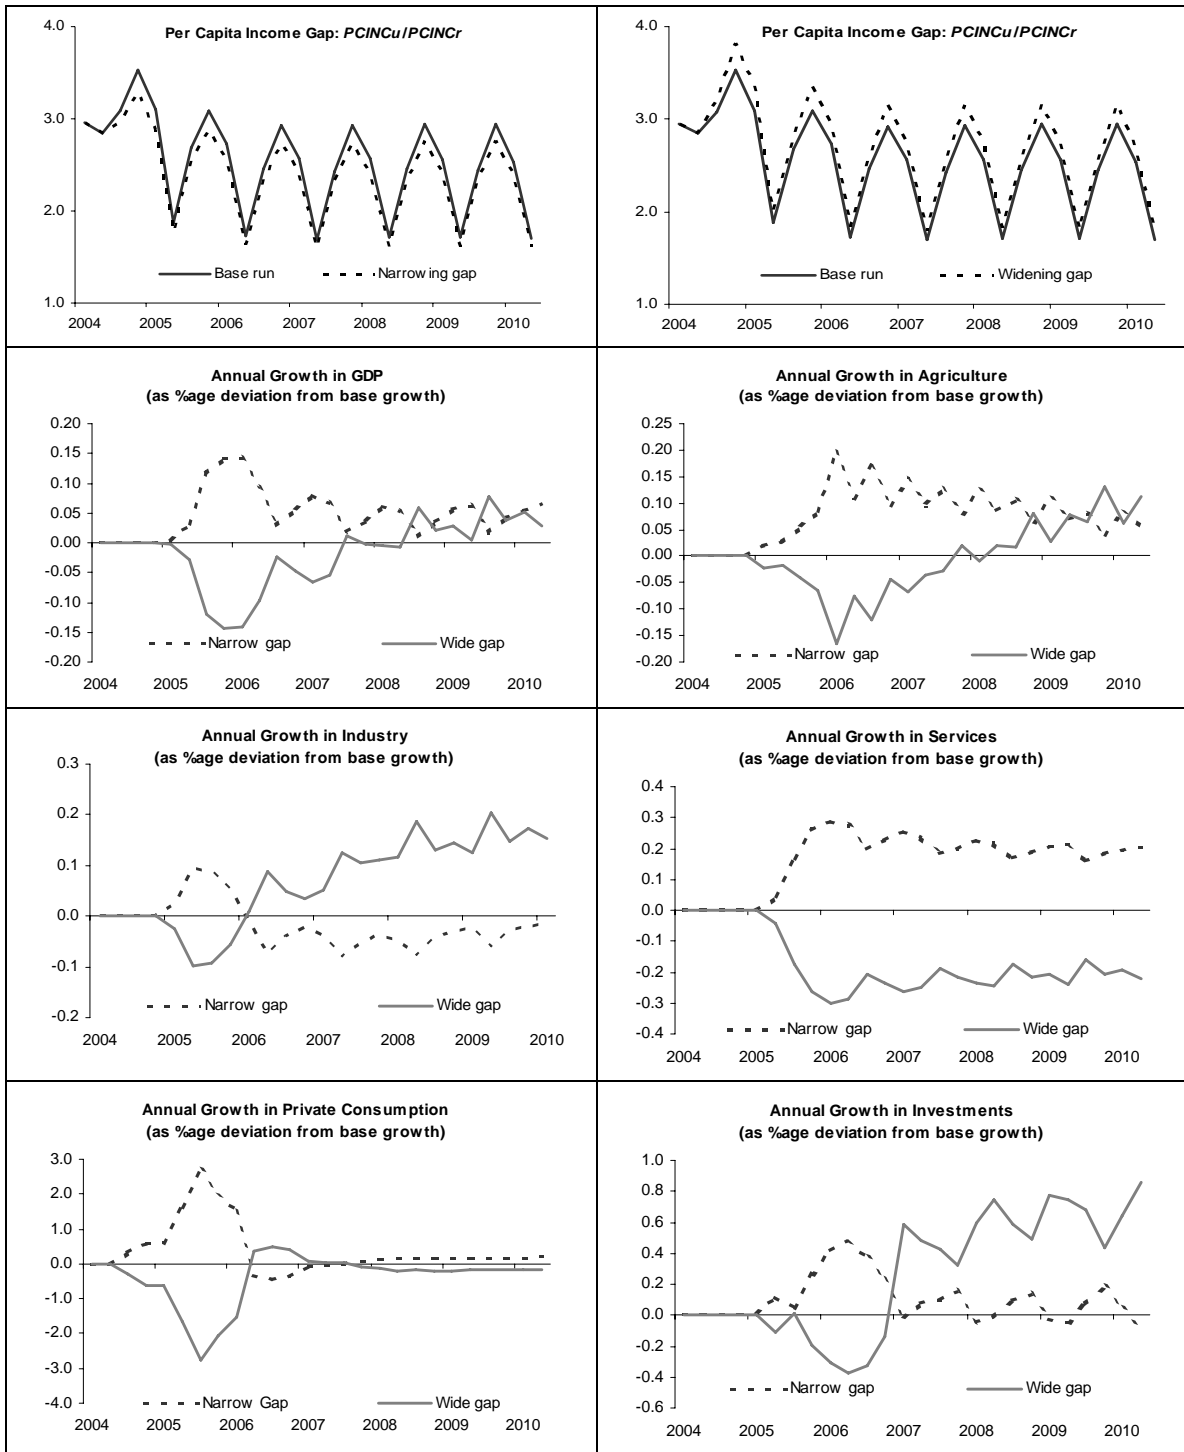 Per Capita Income Gap: PCINCu/PCINCr
4.0
3.0
2.0
1.0
Base run
Narrowing gap
2004 2005 2006 2007 2008 2009 2010
Per Capita Income Gap: PCINCu/PCINCr
4.0
3.0
2.0
1.0
Base run
Widening gap
2004 2005 2006 2007 2008 2009 2010
Annual Growth in GDP
(as %age deviation from base growth)
0.20
0.15
0.10
0.05
0.00
-0.05
-0.10
-0.15
-0.20
Narrow gap
Wide gap
2004 2005 2006 2007 2008 2009 2010
Annual Growth in Agriculture
(as %age deviation from base growth)
0.25
0.20
0.15
0.10
0.05
0.00
-0.05
-0.10
-0.15
-0.20
Narrow gap
Wide gap
2004 2005 2006 2007 2008 2009 2010
Annual Growth in Industry
(as %age deviation from base growth)
0.3
0.2
0.1
0.0
-0.1
-0.2
Narrow gap
Wide gap
2004 2005 2006 2007 2008 2009 2010
Annual Growth in Services
(as %age deviation from base growth)
0.4
0.3
0.2
0.1
0.0
-0.1
-0.2
-0.3
-0.4
Narrow gap
Wide gap
2004 2005 2006 2007 2008 2009 2010
Annual Growth in Private Consumption
(as %age deviation from base growth)
3.0
2.0
1.0
0.0
-1.0
-2.0
-3.0
-4.0
Narrow Gap
Wide gap
2004 2005 2006 2007 2008 2009 2010
Annual Growth in Investments
(as %age deviation from base growth)
1.0
0.8
0.6
0.4
0.2
0.0
-0.2
-0.4
-0.6
Narrow gap
Wide gap
2004 2005 2006 2007 2008 2009 2010